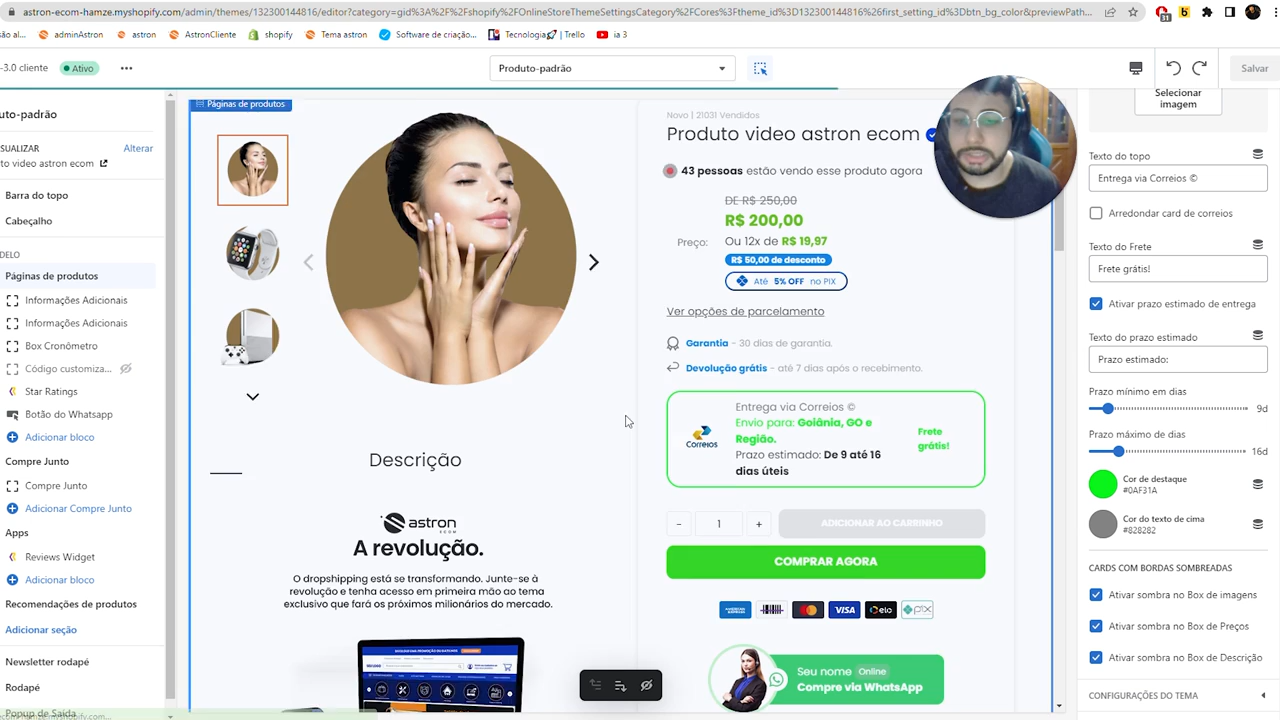 astron-ecom-hamze.myshopify.com/admin/themes/132300144816/editor?category=gid%3A%2F%2Fshopify%2FOnlineStoreThemeSettingsCategory%2FCores%3Ftheme_id%3D132300144816%26first_setting_id%3Dbtn_bg_color&previewPath...
são al... adminAstron astron AstronCliente shopify Tema astron Software de criação... Tecnologia🚀 | Trello ia 3
-3.0 cliente Ativo ••• Produto-padrão Salvar
uto-padrão
SUALIZAR Alterar
to video astron ecom
Barra do topo
Cabeçalho
DELO
Páginas de produtos
Informações Adicionais
Informações Adicionais
Box Cronômetro
Código customiza...
Star Ratings
Botão do Whatsapp
Adicionar bloco
Compre Junto
Compre Junto
Adicionar Compre Junto
Apps
Reviews Widget
Adicionar bloco
Recomendações de produtos
Adicionar seção
Newsletter rodapé
Rodapé
Popup de Saída
Páginas de produtos
Descrição
astron
ECOM
A revolução.
O dropshipping está se transformando. Junte-se à
revolução e tenha acesso em primeira mão ao tema
exclusivo que fará os próximos milionários do mercado.
Novo | 21031 Vendidos
Produto video astron ecom
43 pessoas estão vendo esse produto agora
DE R$ 250,00
R$ 200,00
Preço:
Ou 12x de R$ 19,97
R$ 50,00 de desconto
Até 5% OFF no PIX
Ver opções de parcelamento
Garantia - 30 dias de garantia.
Devolução grátis - até 7 dias após o recebimento.
Correios
Entrega via Correios ©
Envio para: Goiânia, GO e
Região.
Prazo estimado: De 9 até 16
dias úteis
Frete
grátis!
- 1 + ADICIONAR AO CARRINHO
COMPRAR AGORA
VISA elo pix
Seu nome Online
Compre via WhatsApp
Selecionar
imagem
Texto do topo
Entrega via Correios ©
Arredondar card de correios
Texto do Frete
Frete grátis!
Ativar prazo estimado de entrega
Texto do prazo estimado
Prazo estimado:
Prazo mínimo em dias
9d
Prazo máximo de dias
16d
Cor de destaque
#0AF31A
Cor do texto de cima
#828282
CARDS COM BORDAS SOMBREADAS
Ativar sombra no Box de imagens
Ativar sombra no Box de Preços
Ativar sombra no Box de Descrição
CONFIGURAÇÕES DO TEMA